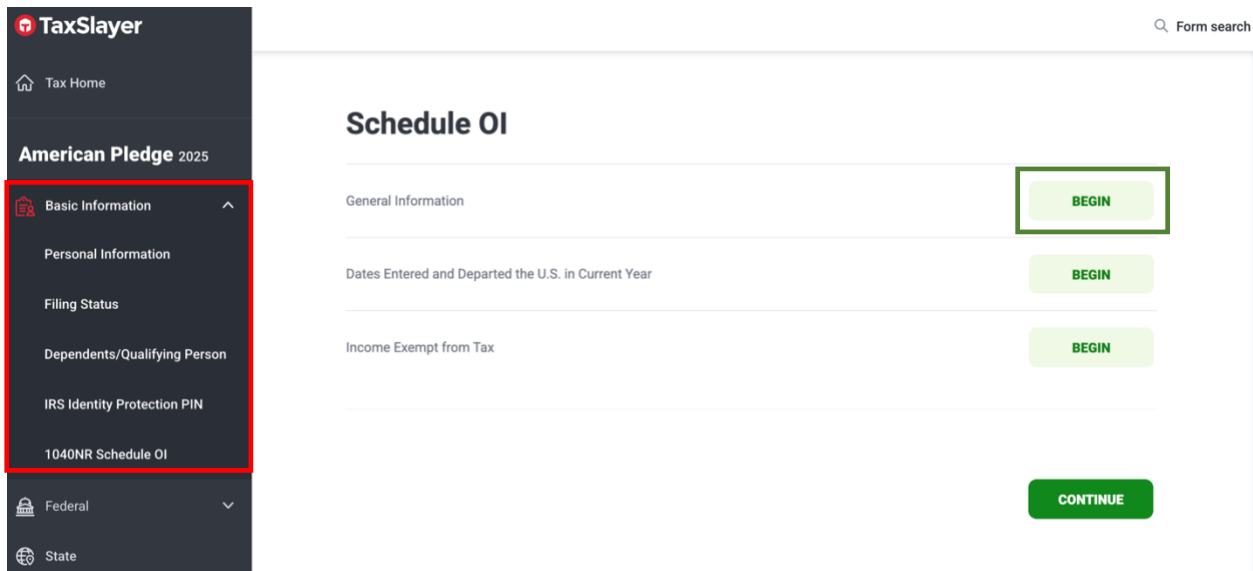 TaxSlayer
Form search
Tax Home
American Pledge 2025
Basic Information
Personal Information
Filing Status
Dependents/Qualifying Person
IRS Identity Protection PIN
1040NR Schedule OI
Federal
State
Schedule OI
General Information
BEGIN
Dates Entered and Departed the U.S. in Current Year
BEGIN
Income Exempt from Tax
BEGIN
CONTINUE